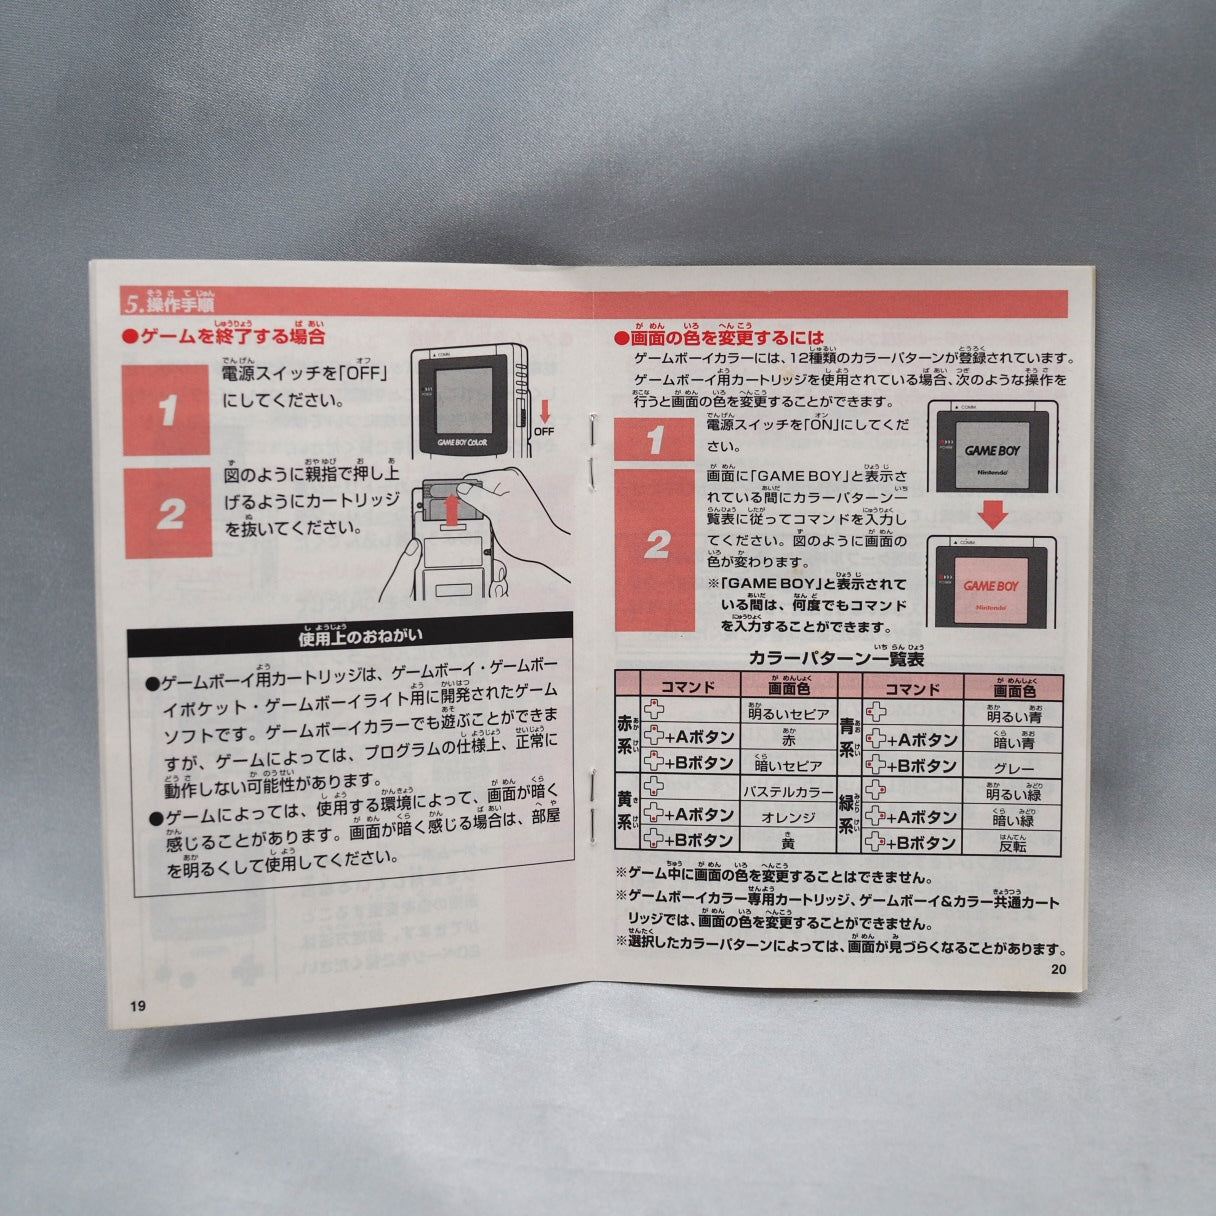 5.操作手順
●ゲームを終了する場合
1
電源スイッチを「OFF」
にしてください。
2
図のように親指で押し上
げるようにカートリッジ
を抜いてください。
COMM
POWER
GAME BOY COLOR
OFF
使用上のおねがい
●ゲームボーイ用カートリッジは、ゲームボーイ・ゲームボー
イポケット・ゲームボーイライト用に開発されたゲーム
ソフトです。ゲームボーイカラーでも遊ぶことができま
すが、ゲームによっては、プログラムの仕様上、正常に
動作しない可能性があります。
●ゲームによっては、使用する環境によって、画面が暗く
感じることがあります。画面が暗く感じる場合は、部屋
を明るくして使用してください。
19
●画面の色を変更するには
ゲームボーイカラーには、12種類のカラーパターンが登録されています。
ゲームボーイ用カートリッジを使用されている場合、次のような操作を
行うと画面の色を変更することができます。
1
電源スイッチを「ON」にしてくだ
さい。
2
画面に「GAME BOY」と表示さ
れている間にカラーパターン一
覧表に従ってコマンドを入力し
てください。図のように画面の
色が変わります。
※「GAME BOY」と表示されて
いる間は、何度でもコマンド
を入力することができます。
COMM
POWER
GAME BOY
Nintendo
COMM
POWER
GAME BOY
Nintendo
カラーパターン一覧表
コマンド 画面色 コマンド 画面色
赤系 明るいセピア 青系 明るい青
+Aボタン 赤 +Aボタン 暗い青
+Bボタン 暗いセピア +Bボタン グレー
黄系 パステルカラー 緑系 明るい緑
+Aボタン オレンジ +Aボタン 暗い緑
+Bボタン 黄 +Bボタン 反転
※ゲーム中に画面の色を変更することはできません。
※ゲームボーイカラー専用カートリッジ、ゲームボーイ&カラー共通カート
リッジでは、画面の色を変更することができません。
※選択したカラーパターンによっては、画面が見づらくなることがあります。
20